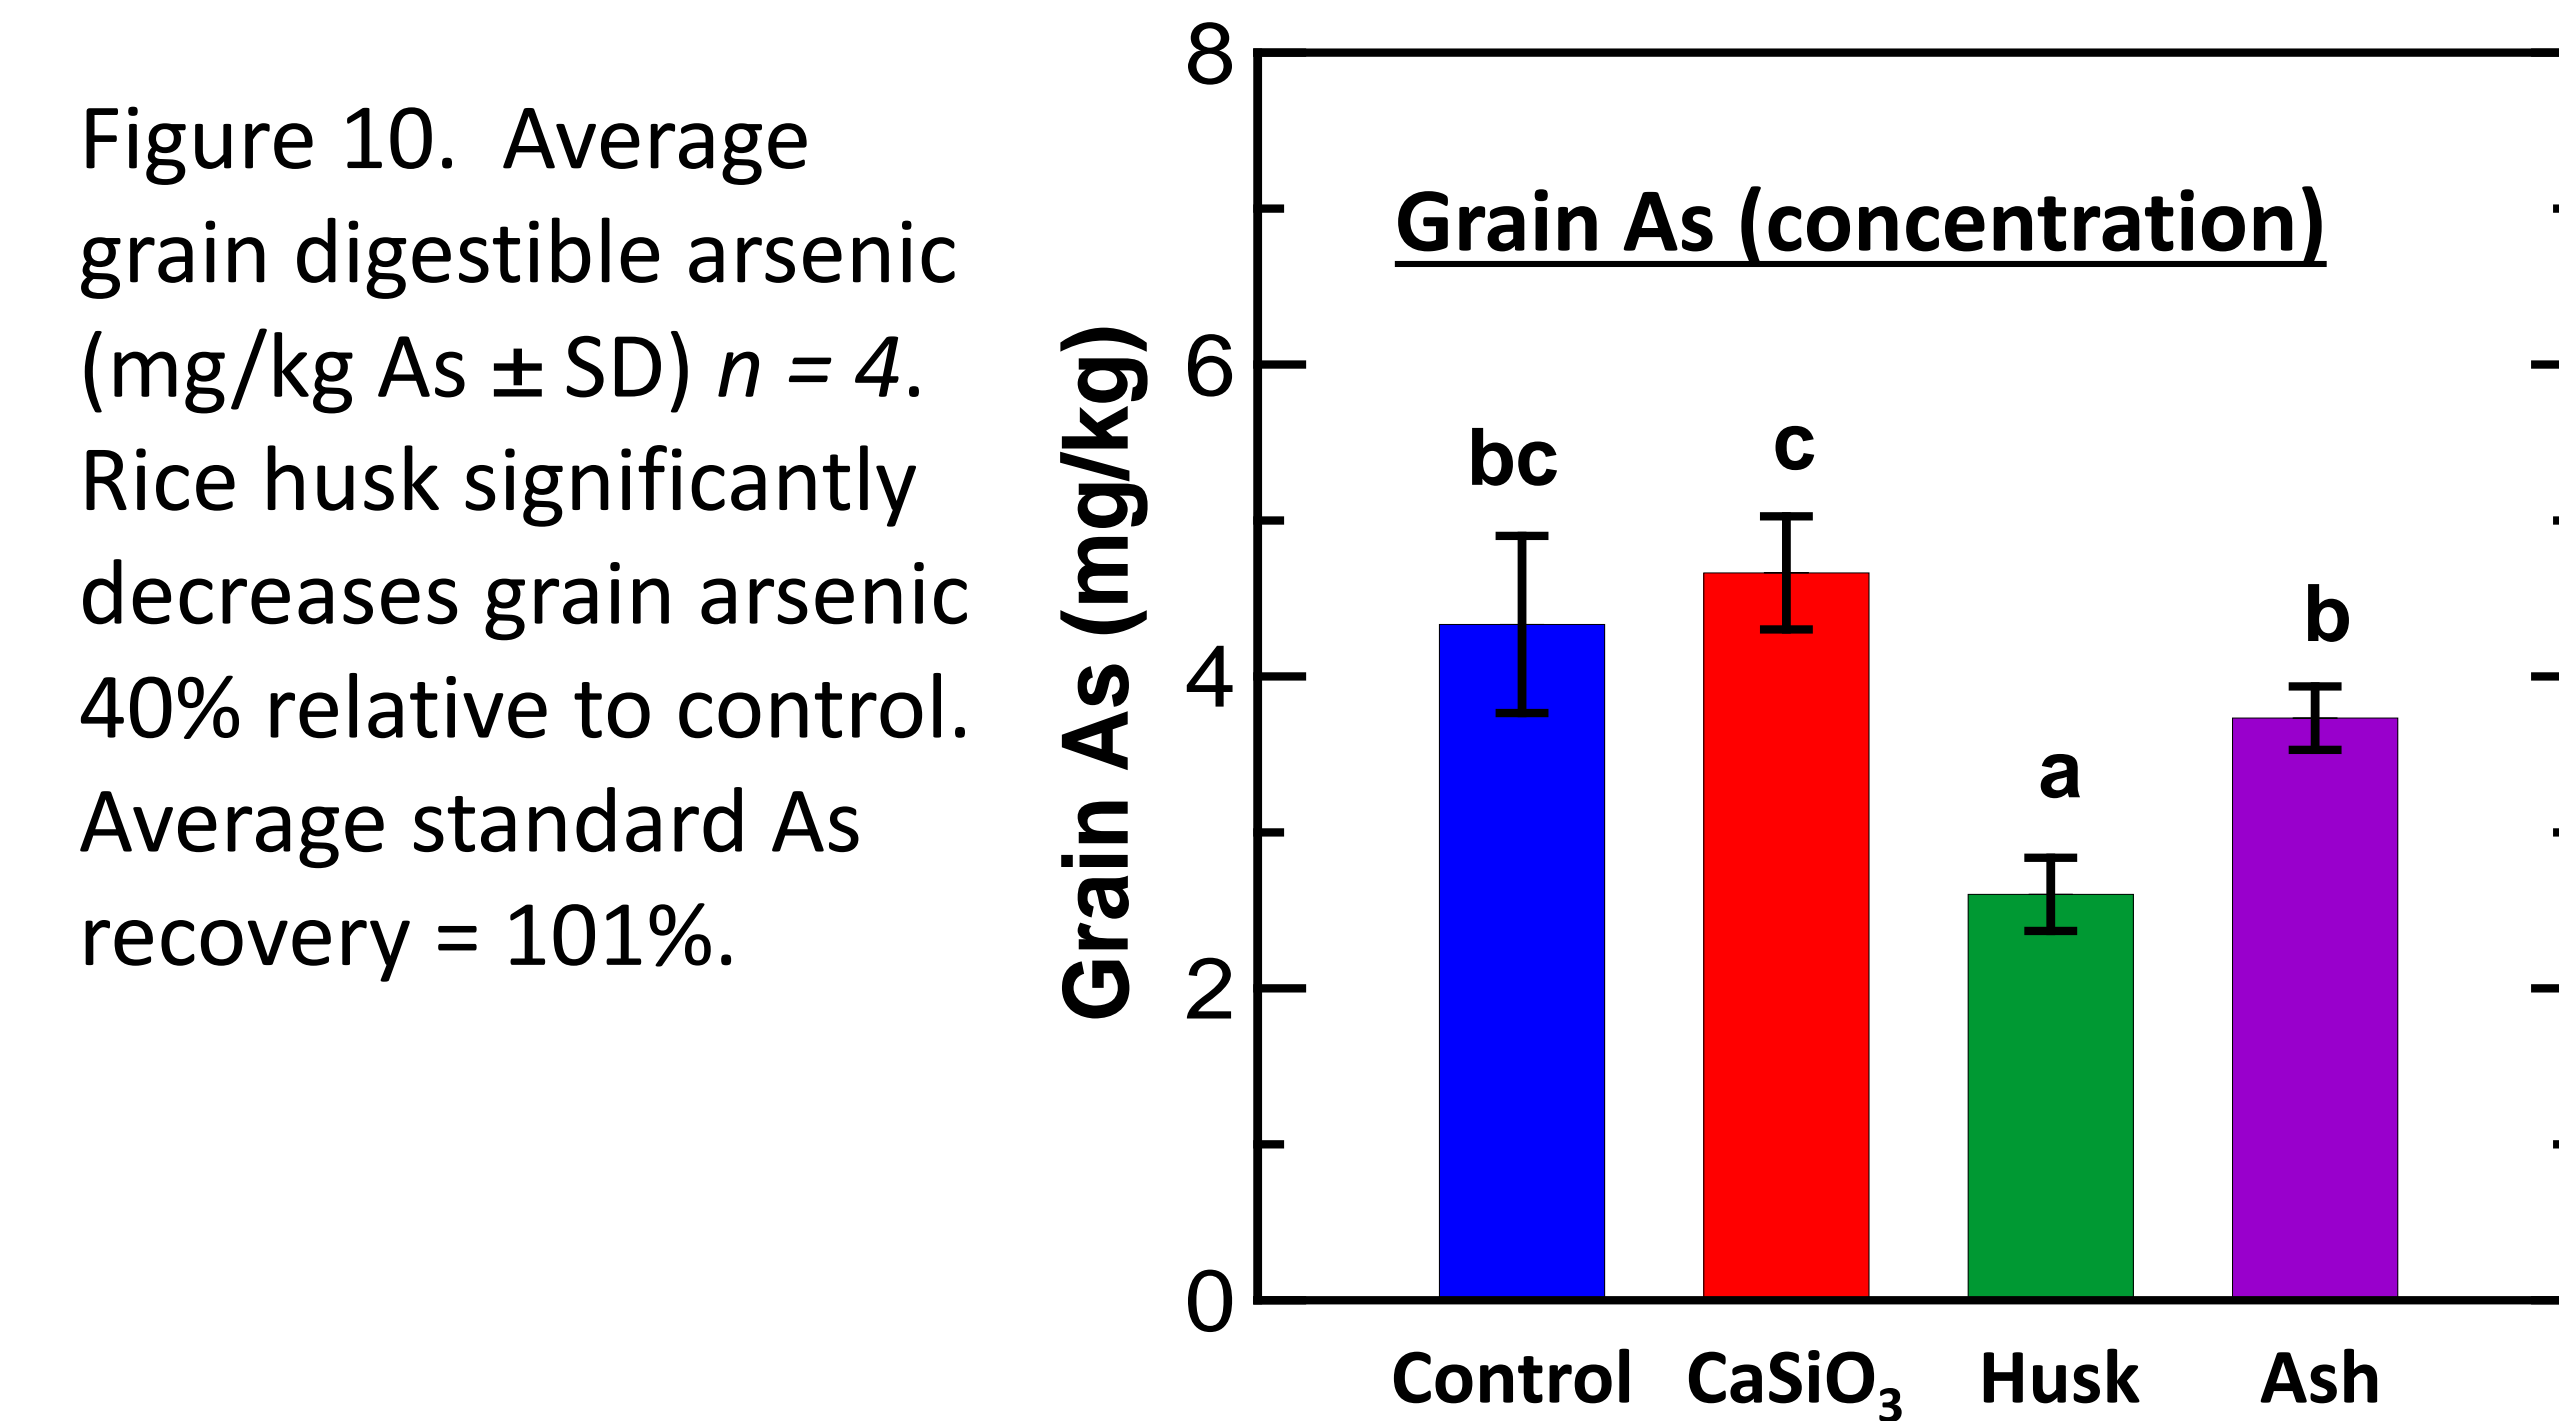 Figure 10.  Average
grain digestible arsenic
(mg/kg As ± SD) n = 4.
Rice husk significantly
decreases grain arsenic
40% relative to control.
Average standard As
recovery = 101%.
Grain As (concentration)
Grain As (mg/kg)
8
6
4
2
0
bc
c
a
b
Control CaSiO₃ Husk Ash